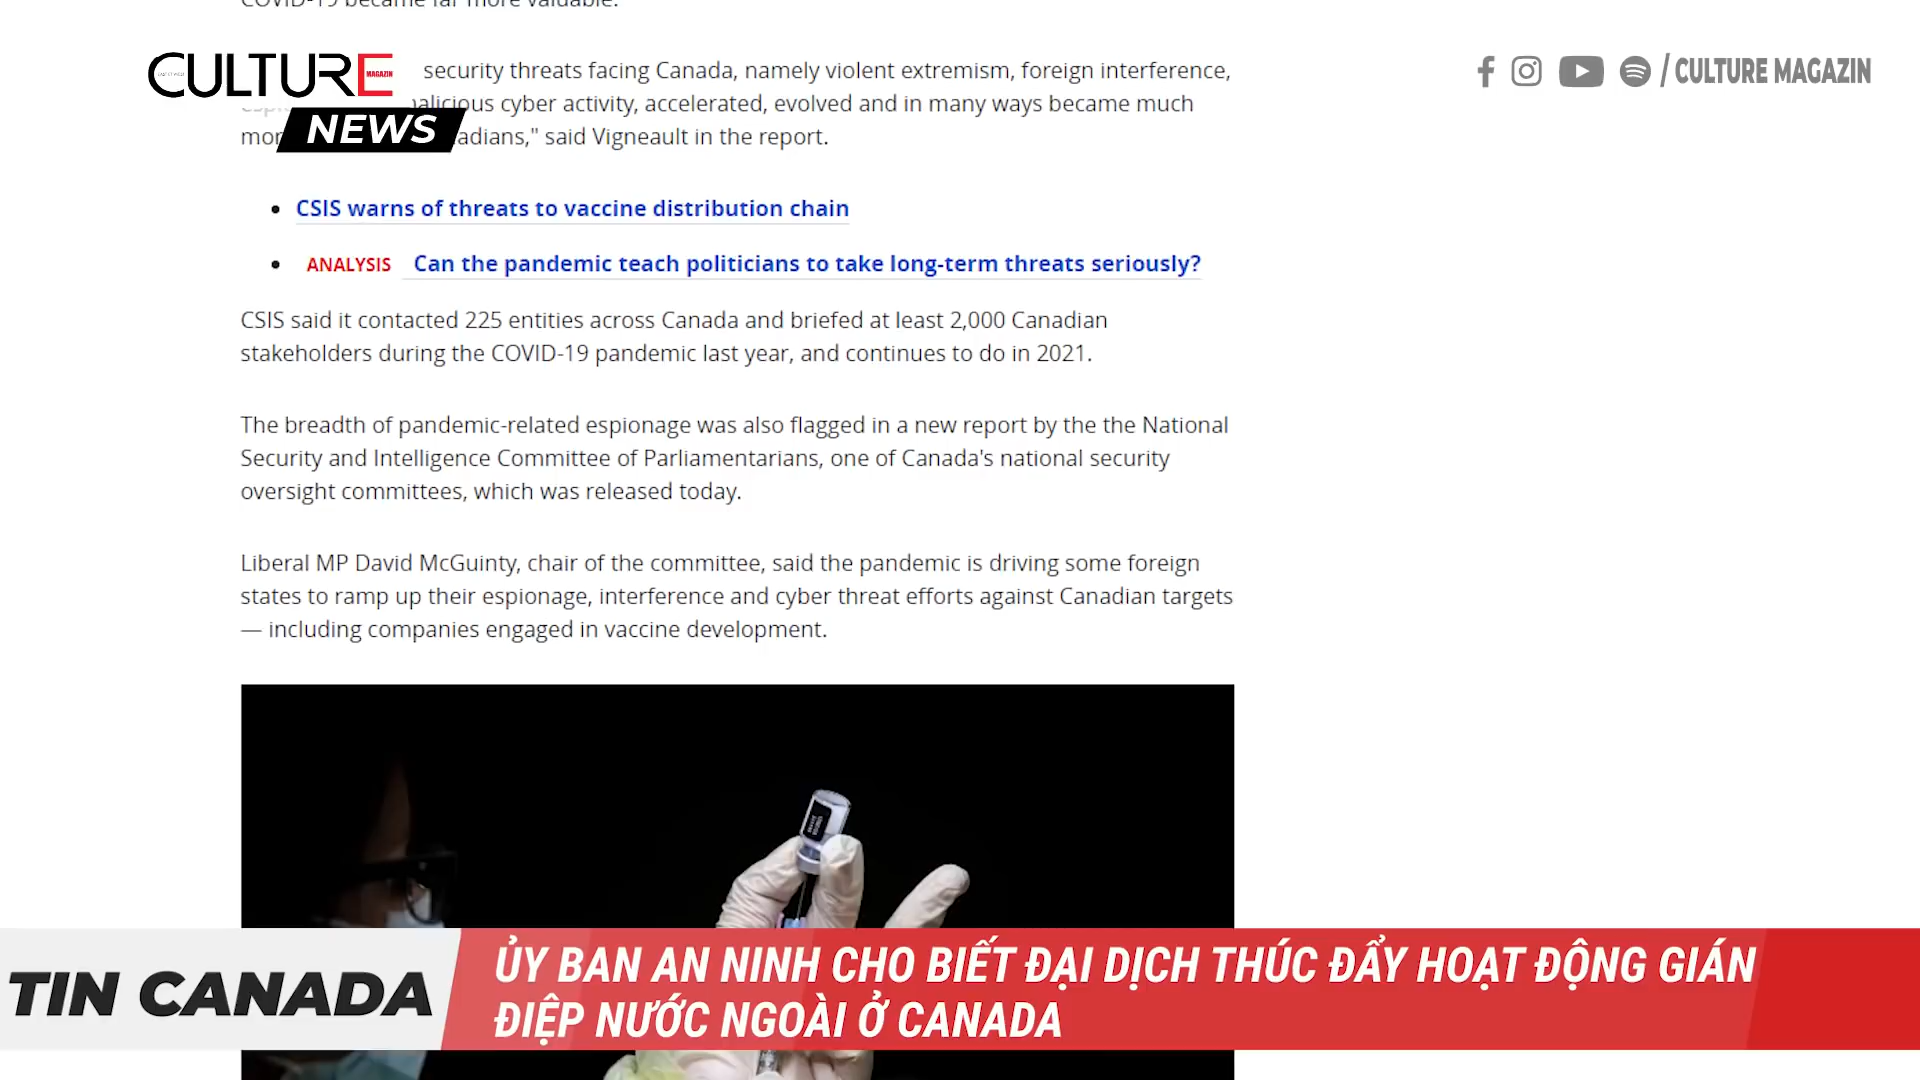 COVID-19 became far more valuable.
CULTURE
MAGAZIN
NEWS
security threats facing Canada, namely violent extremism, foreign interference,
malicious cyber activity, accelerated, evolved and in many ways became much
said Vigneault in the report.
• CSIS warns of threats to vaccine distribution chain
• ANALYSIS Can the pandemic teach politicians to take long-term threats seriously?
CSIS said it contacted 225 entities across Canada and briefed at least 2,000 Canadian
stakeholders during the COVID-19 pandemic last year, and continues to do in 2021.
The breadth of pandemic-related espionage was also flagged in a new report by the the National
Security and Intelligence Committee of Parliamentarians, one of Canada's national security
oversight committees, which was released today.
Liberal MP David McGuinty, chair of the committee, said the pandemic is driving some foreign
states to ramp up their espionage, interference and cyber threat efforts against Canadian targets
— including companies engaged in vaccine development.
/ CULTURE MAGAZIN
TIN CANADA
ỦY BAN AN NINH CHO BIẾT ĐẠI DỊCH THÚC ĐẨY HOẠT ĐỘNG GIÁN
ĐIỆP NƯỚC NGOÀI Ở CANADA